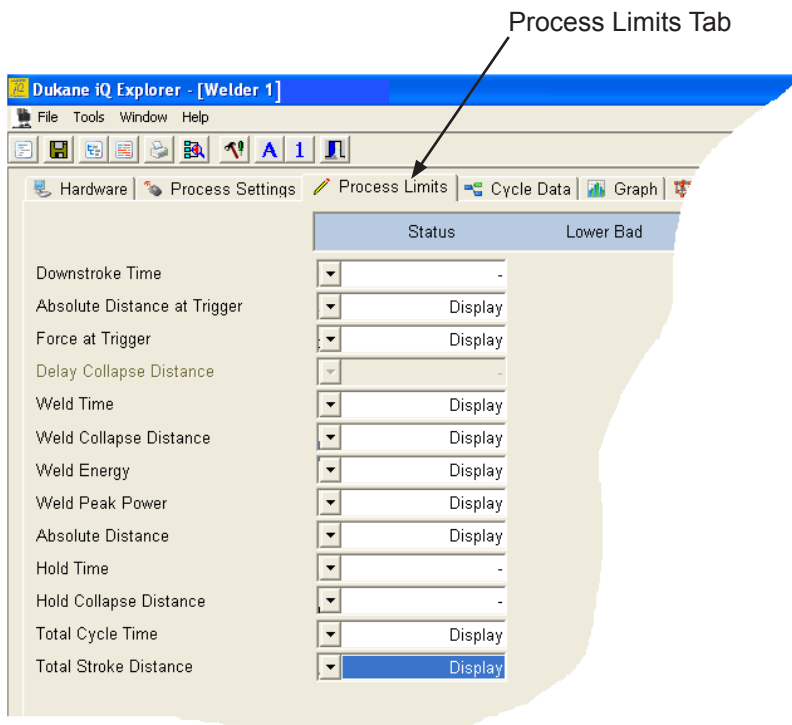 Process Limits Tab
Dukane iQ Explorer - [Welder 1]
File Tools Window Help
A 1
Hardware Process Settings Process Limits Cycle Data Graph
Status Lower Bad
Downstroke Time -
Absolute Distance at Trigger Display
Force at Trigger Display
Delay Collapse Distance -
Weld Time Display
Weld Collapse Distance Display
Weld Energy Display
Weld Peak Power Display
Absolute Distance Display
Hold Time -
Hold Collapse Distance -
Total Cycle Time Display
Total Stroke Distance Display